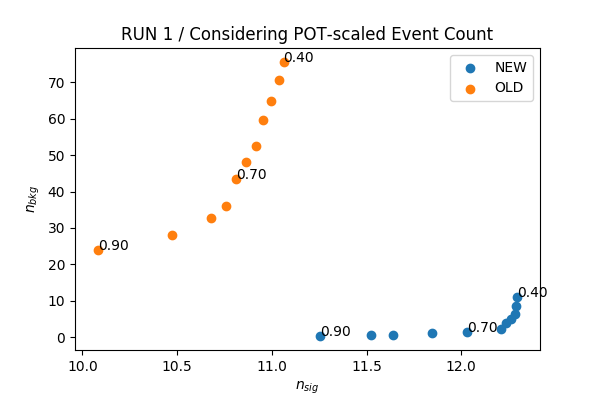 RUN 1 / Considering POT-scaled Event Count
NEW
OLD
0.40
0.70
0.90
0.40
0.70
0.90
70
60
50
40
30
20
10
0
n_bkg
10.0 10.5 11.0 11.5 12.0
n_sig